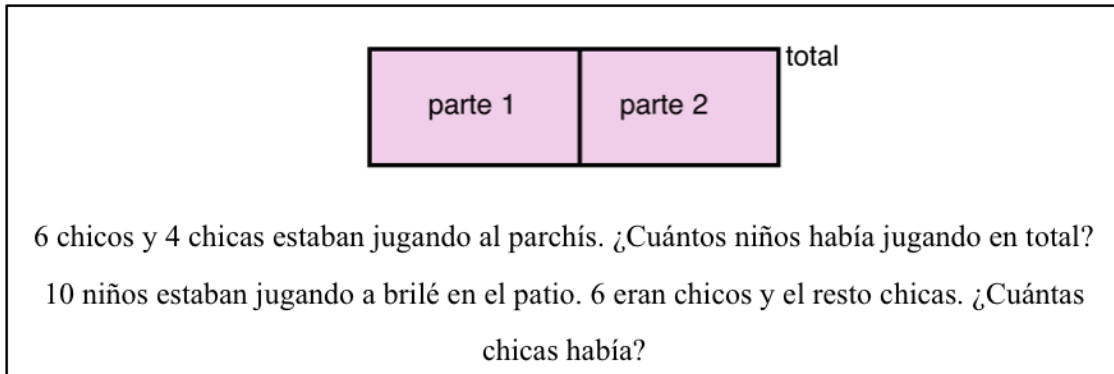 total
parte 1 parte 2
6 chicos y 4 chicas estaban jugando al parchís. ¿Cuántos niños había jugando en total?
10 niños estaban jugando a brilé en el patio. 6 eran chicos y el resto chicas. ¿Cuántas
chicas había?